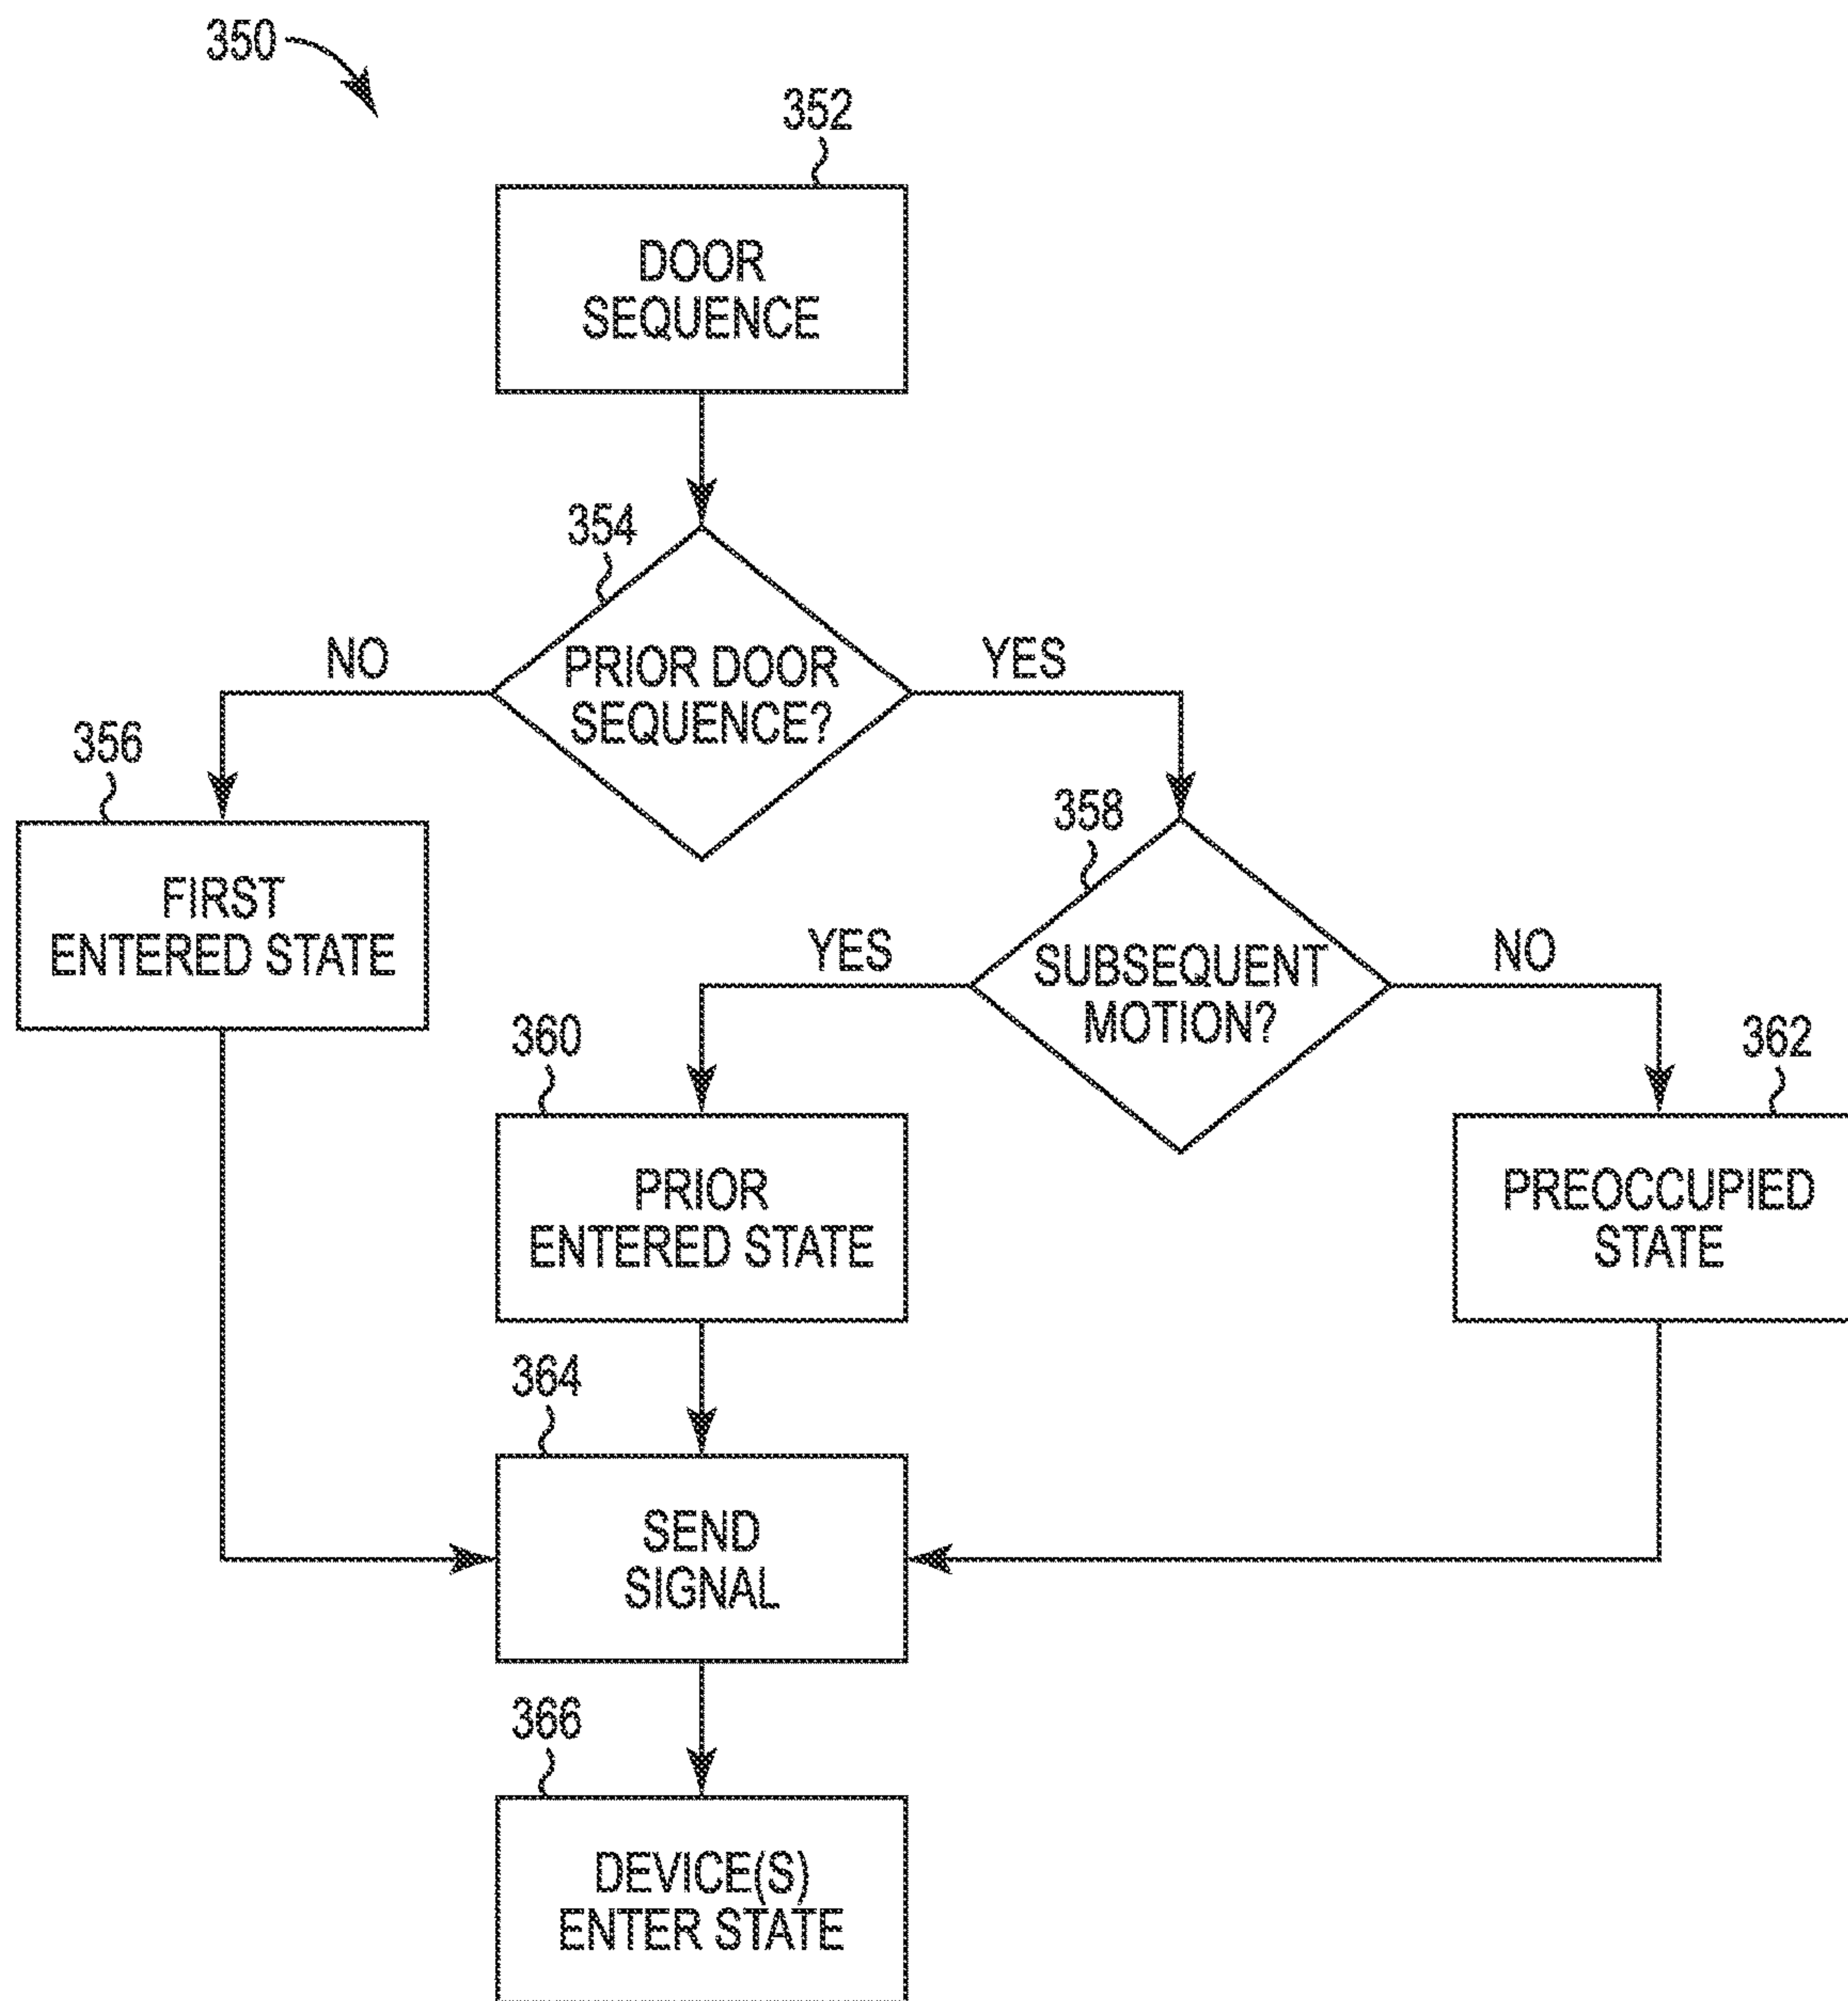 350
352
DOOR
SEQUENCE
354
NO
PRIOR DOOR
SEQUENCE?
YES
356
FIRST
ENTERED STATE
358
YES
SUBSEQUENT
MOTION?
NO
360
PRIOR
ENTERED STATE
362
PREOCCUPIED
STATE
364
SEND
SIGNAL
366
DEVICE(S)
ENTER STATE